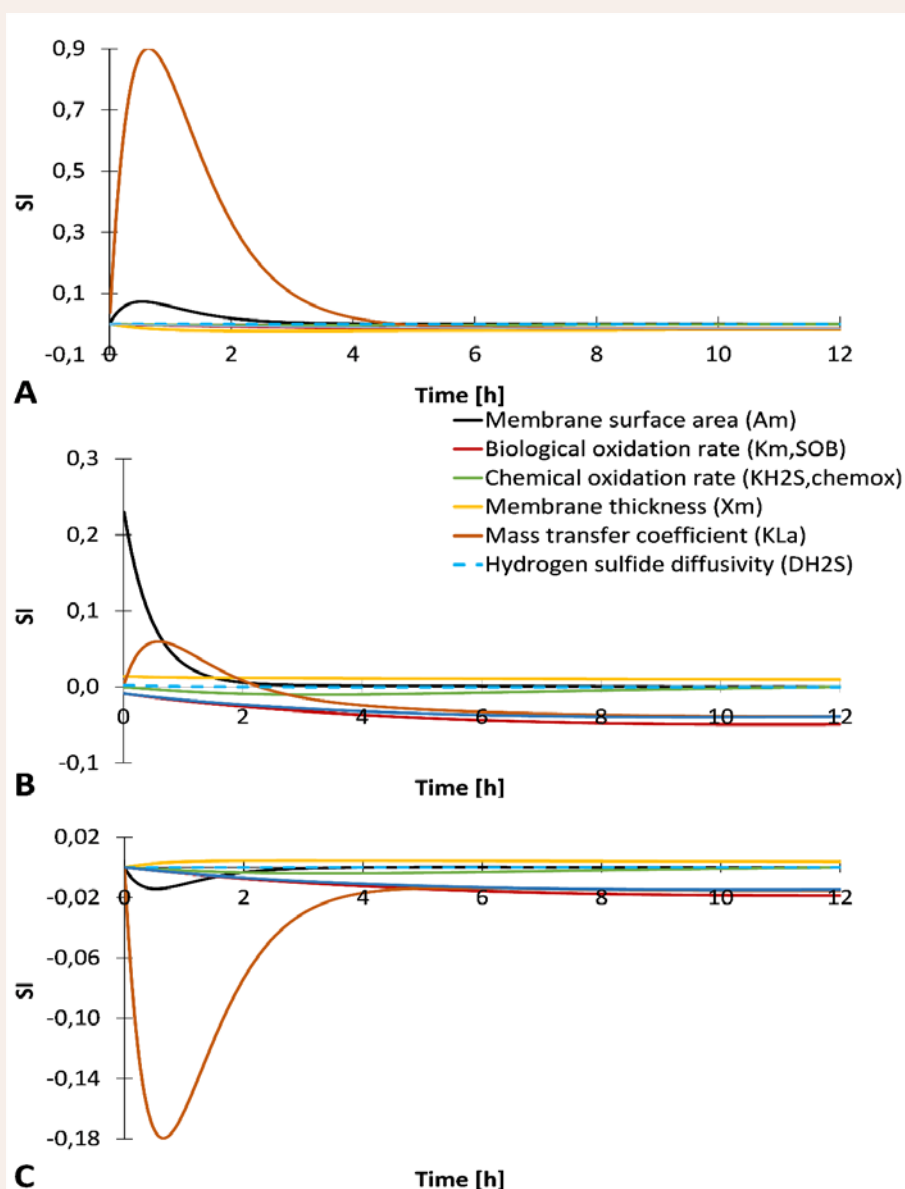 0,9
0,7
0,5
SI
0,3
0,1
-0,1
0 2 4 6 8 10 12
A
Time [h]
Membrane surface area (Am)
Biological oxidation rate (Km,SOB)
Chemical oxidation rate (KH2S,chemox)
Membrane thickness (Xm)
Mass transfer coefficient (KLa)
Hydrogen sulfide diffusivity (DH2S)
0,3
0,2
SI
0,1
0,0
0 2 4 6 8 10 12
-0,1
B
Time [h]
0,02
-0,02
0 2 4 6 8 10 12
-0,06
SI
-0,10
-0,14
-0,18
C
Time [h]